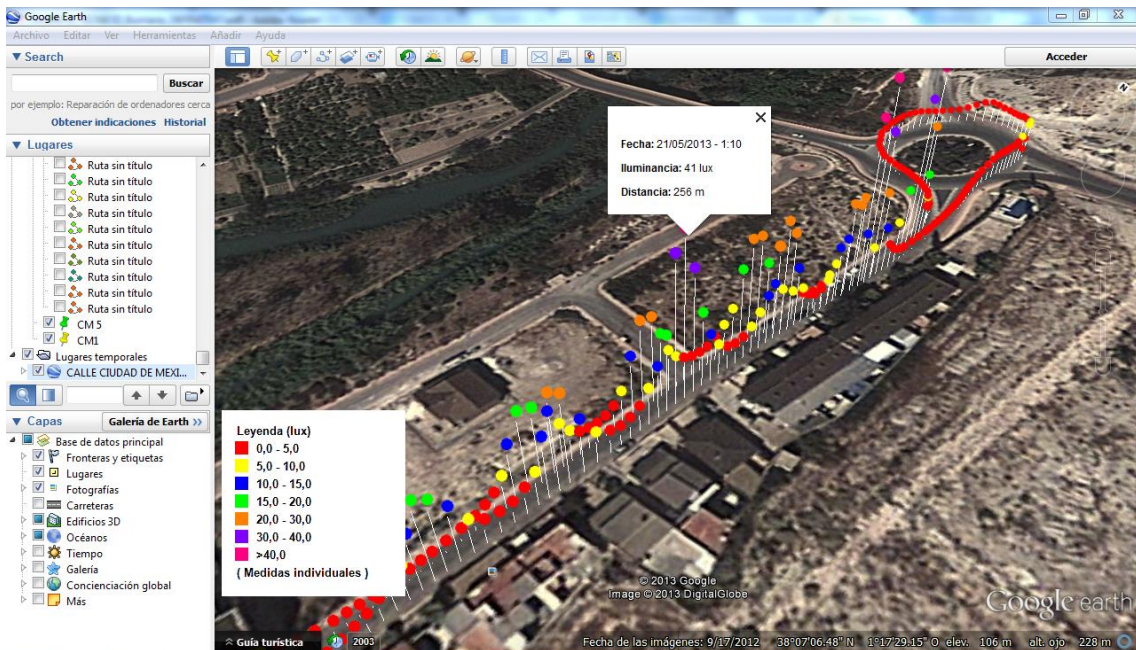 Google Earth
Archivo Editar Ver Herramientas Añadir Ayuda
Search
Buscar
por ejemplo: Reparación de ordenadores cerca
Obtener indicaciones Historial
Lugares
Ruta sin título
Ruta sin título
Ruta sin título
Ruta sin título
Ruta sin título
Ruta sin título
Ruta sin título
Ruta sin título
Ruta sin título
Ruta sin título
CM 5
CM1
Lugares temporales
CALLE CIUDAD DE MEXI...
Capas
Galería de Earth >>
Base de datos principal
Fronteras y etiquetas
Lugares
Fotografías
Carreteras
Edificios 3D
Océanos
Tiempo
Galería
Concienciación global
Más
Acceder
N
Fecha: 21/05/2013 - 1:10
Iluminancia: 41 lux
Distancia: 256 m
Leyenda (lux)
0,0 - 5,0
5,0 - 10,0
10,0 - 15,0
15,0 - 20,0
20,0 - 30,0
30,0 - 40,0
>40,0
( Medidas individuales )
© 2013 Google
Image © 2013 DigitalGlobe
Google earth
Guía turística
2003
Fecha de las imágenes: 9/17/2012 38°07'06.48" N 1°17'29.15" O elev. 106 m alt. ojo 228 m